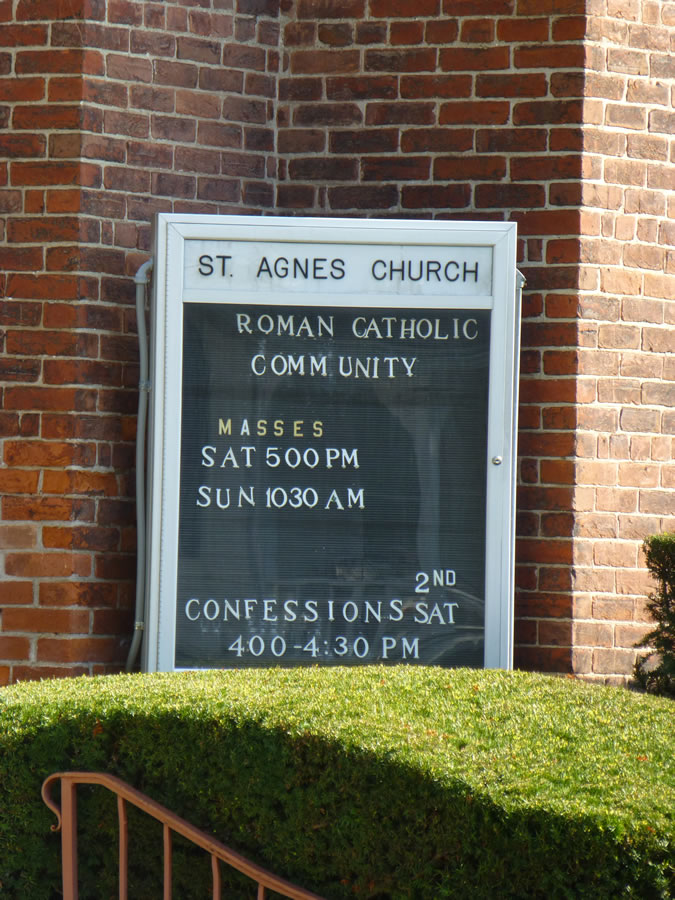 ST. AGNES CHURCH
ROMAN CATHOLIC
COMMUNITY
MASSES
SAT 500 PM
SUN 1030 AM
2ND
CONFESSIONS SAT
400-4:30 PM